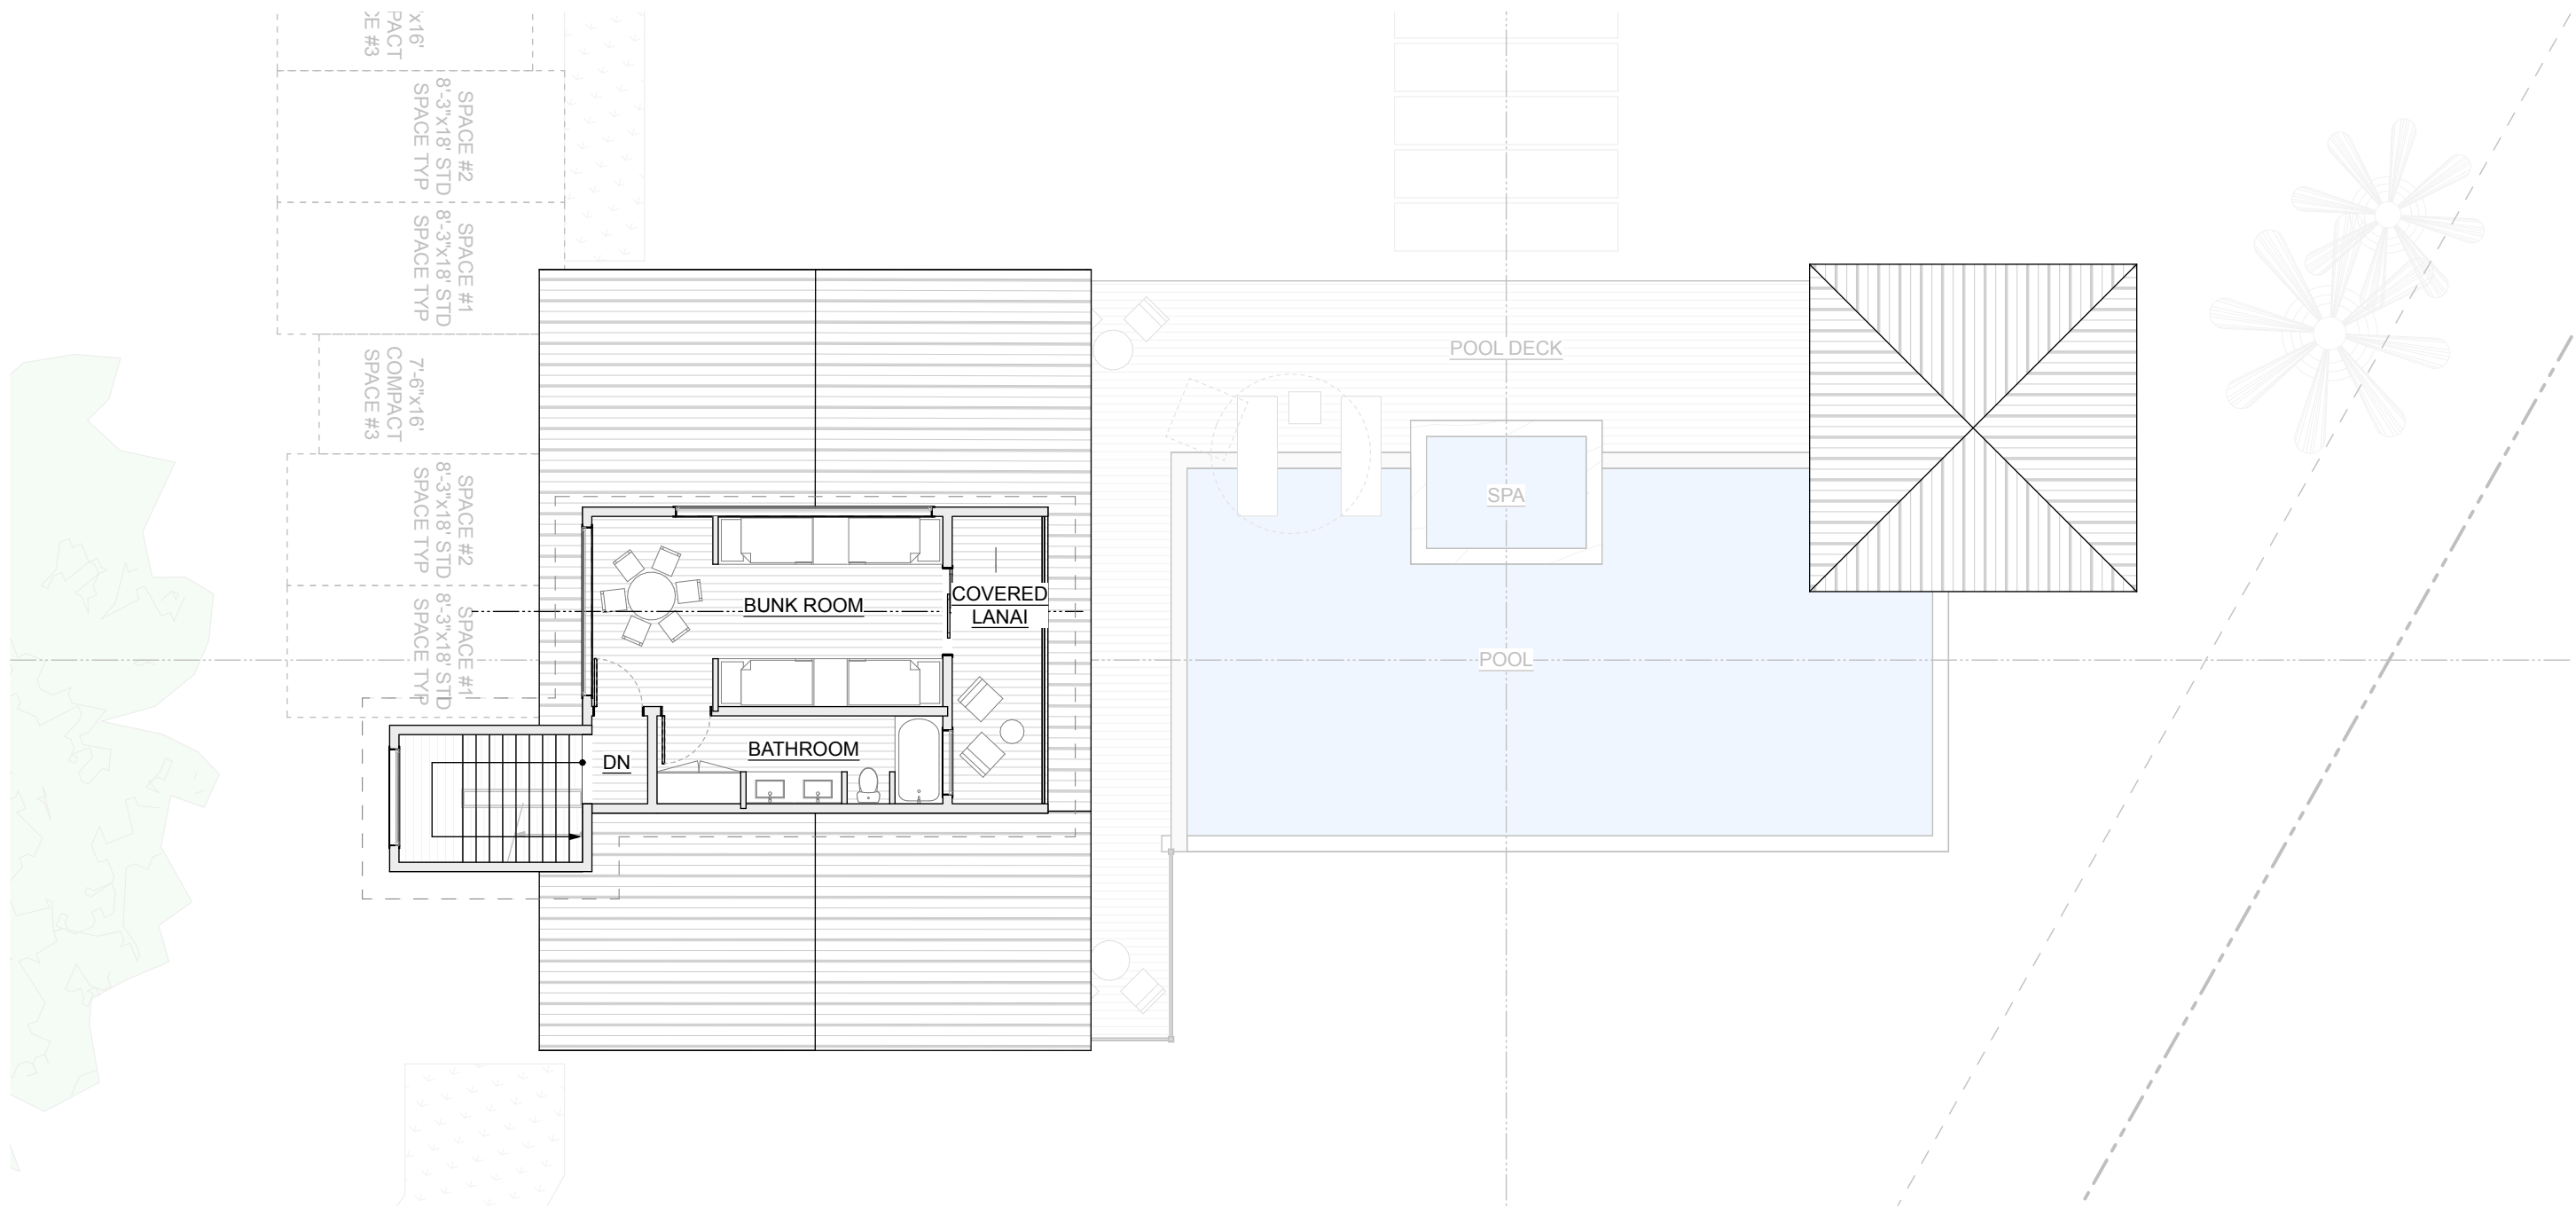 x16'
PACT
E #3
SPACE #2
8'-3"x18' STD
SPACE TYP
SPACE #1
8'-3"x18' STD
SPACE TYP
7'-6"x16'
COMPACT
SPACE #3
SPACE #2
8'-3"x18' STD
SPACE TYP
SPACE #1
8'-3"x18' STD
SPACE TYP
BUNK ROOM
COVERED
LANAI
BATHROOM
DN
POOL DECK
SPA
POOL